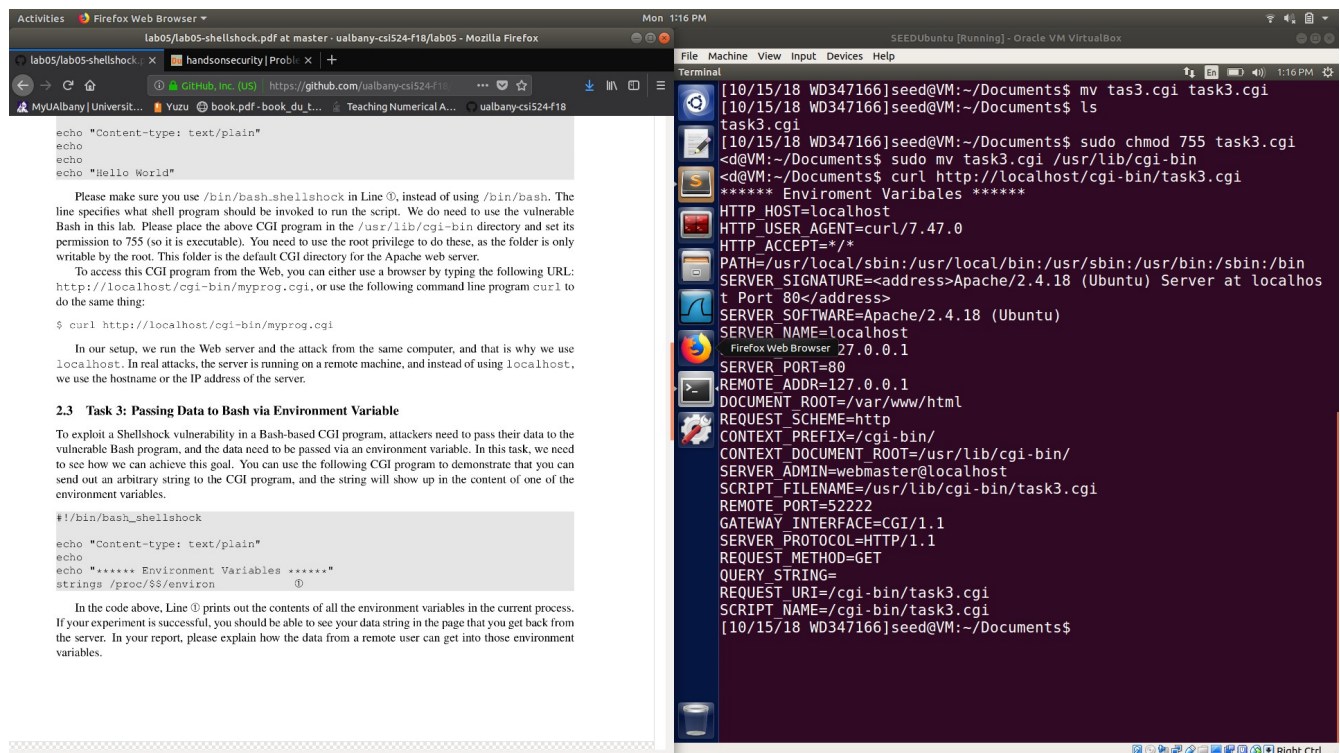 Activities Firefox Web Browser Mon 1:16 PM
lab05/lab05-shellshock.pdf at master · ualbany-csi524-f18/lab05 - Mozilla Firefox
lab05/lab05-shellshock.p
handsonsecurity | Proble
GitHub, Inc. (US) https://github.com/ualbany-csi524-f18
MyUAlbany | Universit... Yuzu book.pdf - book_du_t... Teaching Numerical A... ualbany-csi524-f18
echo "Content-type: text/plain"
echo
echo
echo "Hello World"
Please make sure you use /bin/bash_shellshock in Line ①, instead of using /bin/bash. The
line specifies what shell program should be invoked to run the script. We do need to use the vulnerable
Bash in this lab. Please place the above CGI program in the /usr/lib/cgi-bin directory and set its
permission to 755 (so it is executable). You need to use the root privilege to do these, as the folder is only
writable by the root. This folder is the default CGI directory for the Apache web server.
To access this CGI program from the Web, you can either use a browser by typing the following URL:
http://localhost/cgi-bin/myprog.cgi, or use the following command line program curl to
do the same thing:
$ curl http://localhost/cgi-bin/myprog.cgi
In our setup, we run the Web server and the attack from the same computer, and that is why we use
localhost. In real attacks, the server is running on a remote machine, and instead of using localhost,
we use the hostname or the IP address of the server.
2.3 Task 3: Passing Data to Bash via Environment Variable
To exploit a Shellshock vulnerability in a Bash-based CGI program, attackers need to pass their data to the
vulnerable Bash program, and the data need to be passed via an environment variable. In this task, we need
to see how we can achieve this goal. You can use the following CGI program to demonstrate that you can
send out an arbitrary string to the CGI program, and the string will show up in the content of one of the
environment variables.
#!/bin/bash_shellshock
echo "Content-type: text/plain"
echo
echo "****** Environment Variables ******"
strings /proc/$$/environ ①
In the code above, Line ① prints out the contents of all the environment variables in the current process.
If your experiment is successful, you should be able to see your data string in the page that you get back from
the server. In your report, please explain how the data from a remote user can get into those environment
variables.
SEEDUbuntu [Running] - Oracle VM VirtualBox
File Machine View Input Devices Help
Terminal En 1:16 PM
[10/15/18 WD347166]seed@VM:~/Documents$ mv tas3.cgi task3.cgi
[10/15/18 WD347166]seed@VM:~/Documents$ ls
task3.cgi
[10/15/18 WD347166]seed@VM:~/Documents$ sudo chmod 755 task3.cgi
<d@VM:~/Documents$ sudo mv task3.cgi /usr/lib/cgi-bin
<d@VM:~/Documents$ curl http://localhost/cgi-bin/task3.cgi
****** Enviroment Varibales ******
HTTP_HOST=localhost
HTTP_USER_AGENT=curl/7.47.0
HTTP_ACCEPT=*/*
PATH=/usr/local/sbin:/usr/local/bin:/usr/sbin:/usr/bin:/sbin:/bin
SERVER_SIGNATURE=<address>Apache/2.4.18 (Ubuntu) Server at localhos
t Port 80</address>
SERVER_SOFTWARE=Apache/2.4.18 (Ubuntu)
SERVER_NAME=localhost
Firefox Web Browser 27.0.0.1
SERVER_PORT=80
REMOTE_ADDR=127.0.0.1
DOCUMENT_ROOT=/var/www/html
REQUEST_SCHEME=http
CONTEXT_PREFIX=/cgi-bin/
CONTEXT_DOCUMENT_ROOT=/usr/lib/cgi-bin/
SERVER_ADMIN=webmaster@localhost
SCRIPT_FILENAME=/usr/lib/cgi-bin/task3.cgi
REMOTE_PORT=52222
GATEWAY_INTERFACE=CGI/1.1
SERVER_PROTOCOL=HTTP/1.1
REQUEST_METHOD=GET
QUERY_STRING=
REQUEST_URI=/cgi-bin/task3.cgi
SCRIPT_NAME=/cgi-bin/task3.cgi
[10/15/18 WD347166]seed@VM:~/Documents$
Right Ctrl